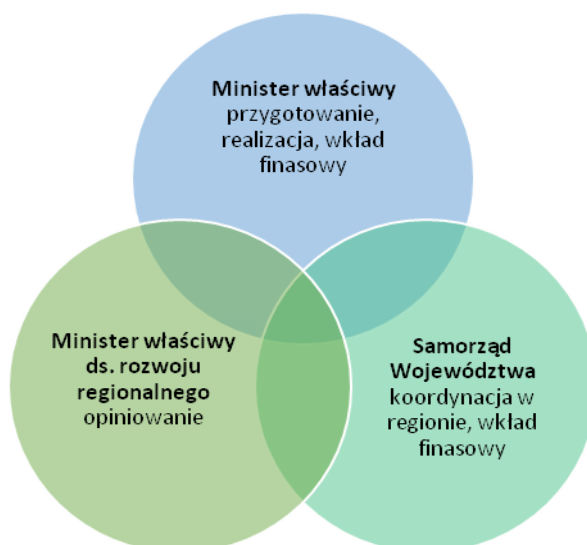 Minister właściwy
przygotowanie,
realizacja, wkład
finasowy
Minister właściwy
ds. rozwoju
regionalnego
opiniowanie
Samorząd
Województwa
koordynacja w
regionie, wkład
finasowy